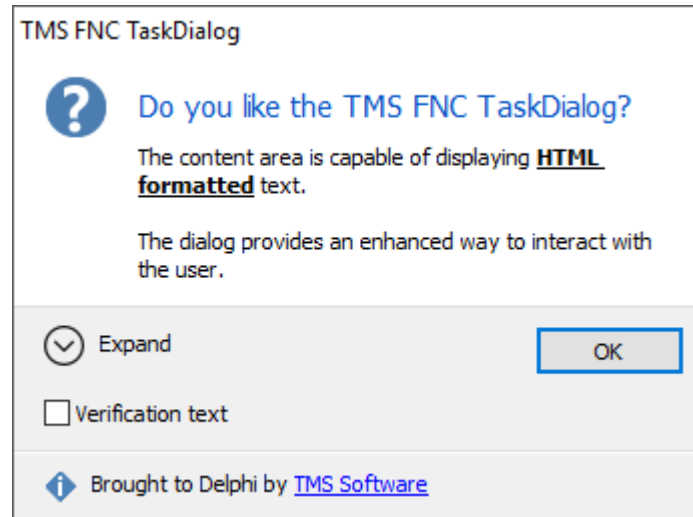 TMS FNC TaskDialog
Do you like the TMS FNC TaskDialog?
The content area is capable of displaying HTML
formatted text.
The dialog provides an enhanced way to interact with
the user.
Expand
OK
Verification text
Brought to Delphi by TMS Software